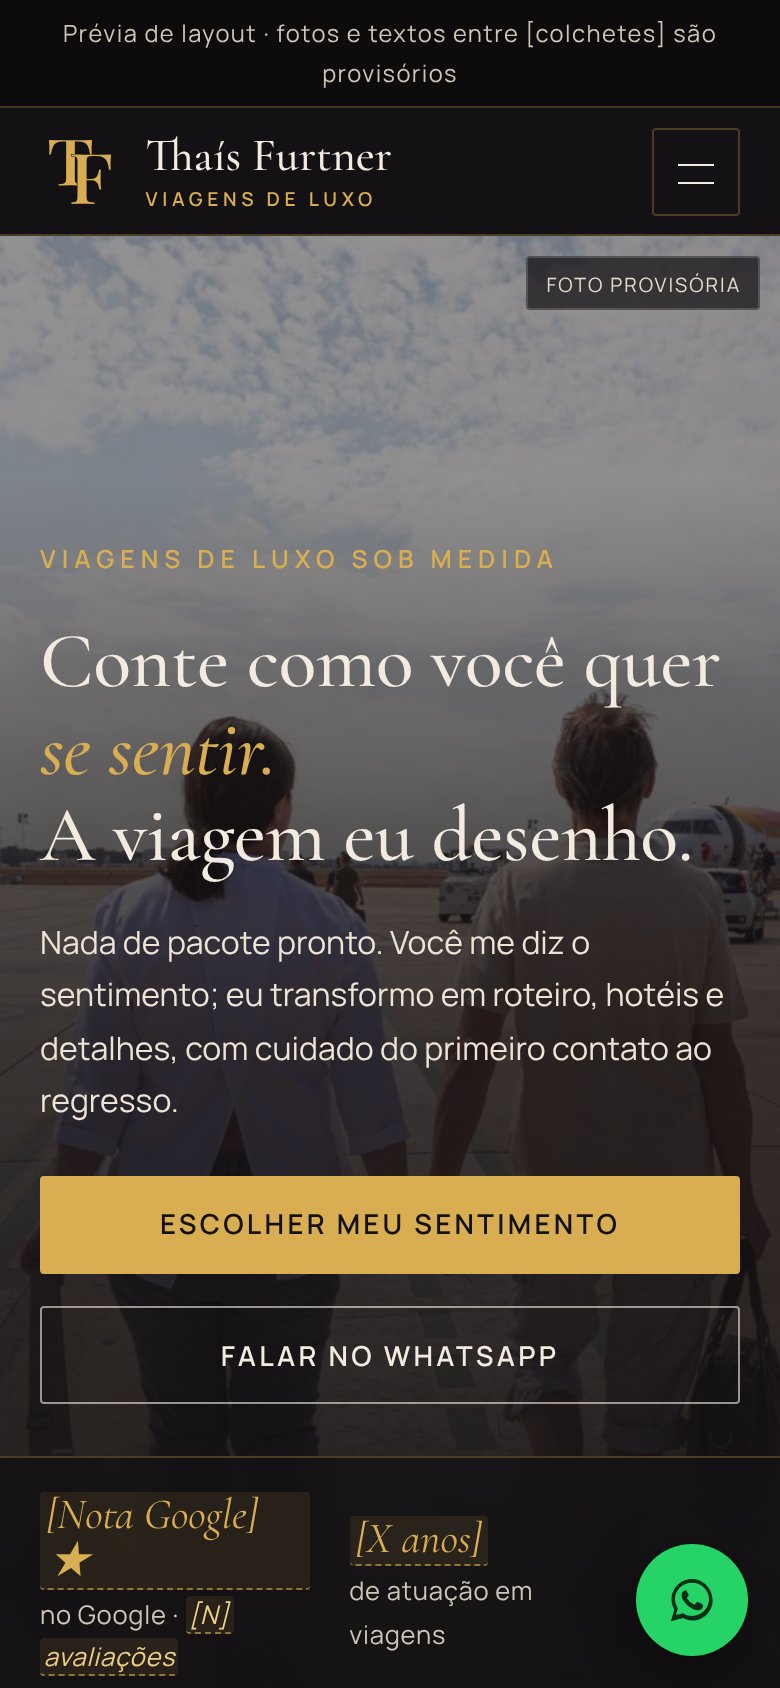 Prévia de layout · fotos e textos entre [colchetes] são
provisórios
TF
Thaís Furtner
VIAGENS DE LUXO
FOTO PROVISÓRIA
VIAGENS DE LUXO SOB MEDIDA
Conte como você quer
se sentir.
A viagem eu desenho.
Nada de pacote pronto. Você me diz o
sentimento; eu transformo em roteiro, hotéis e
detalhes, com cuidado do primeiro contato ao
regresso.
ESCOLHER MEU SENTIMENTO
FALAR NO WHATSAPP
[Nota Google]
★
no Google · [N]
avaliações
[X anos]
de atuação em
viagens